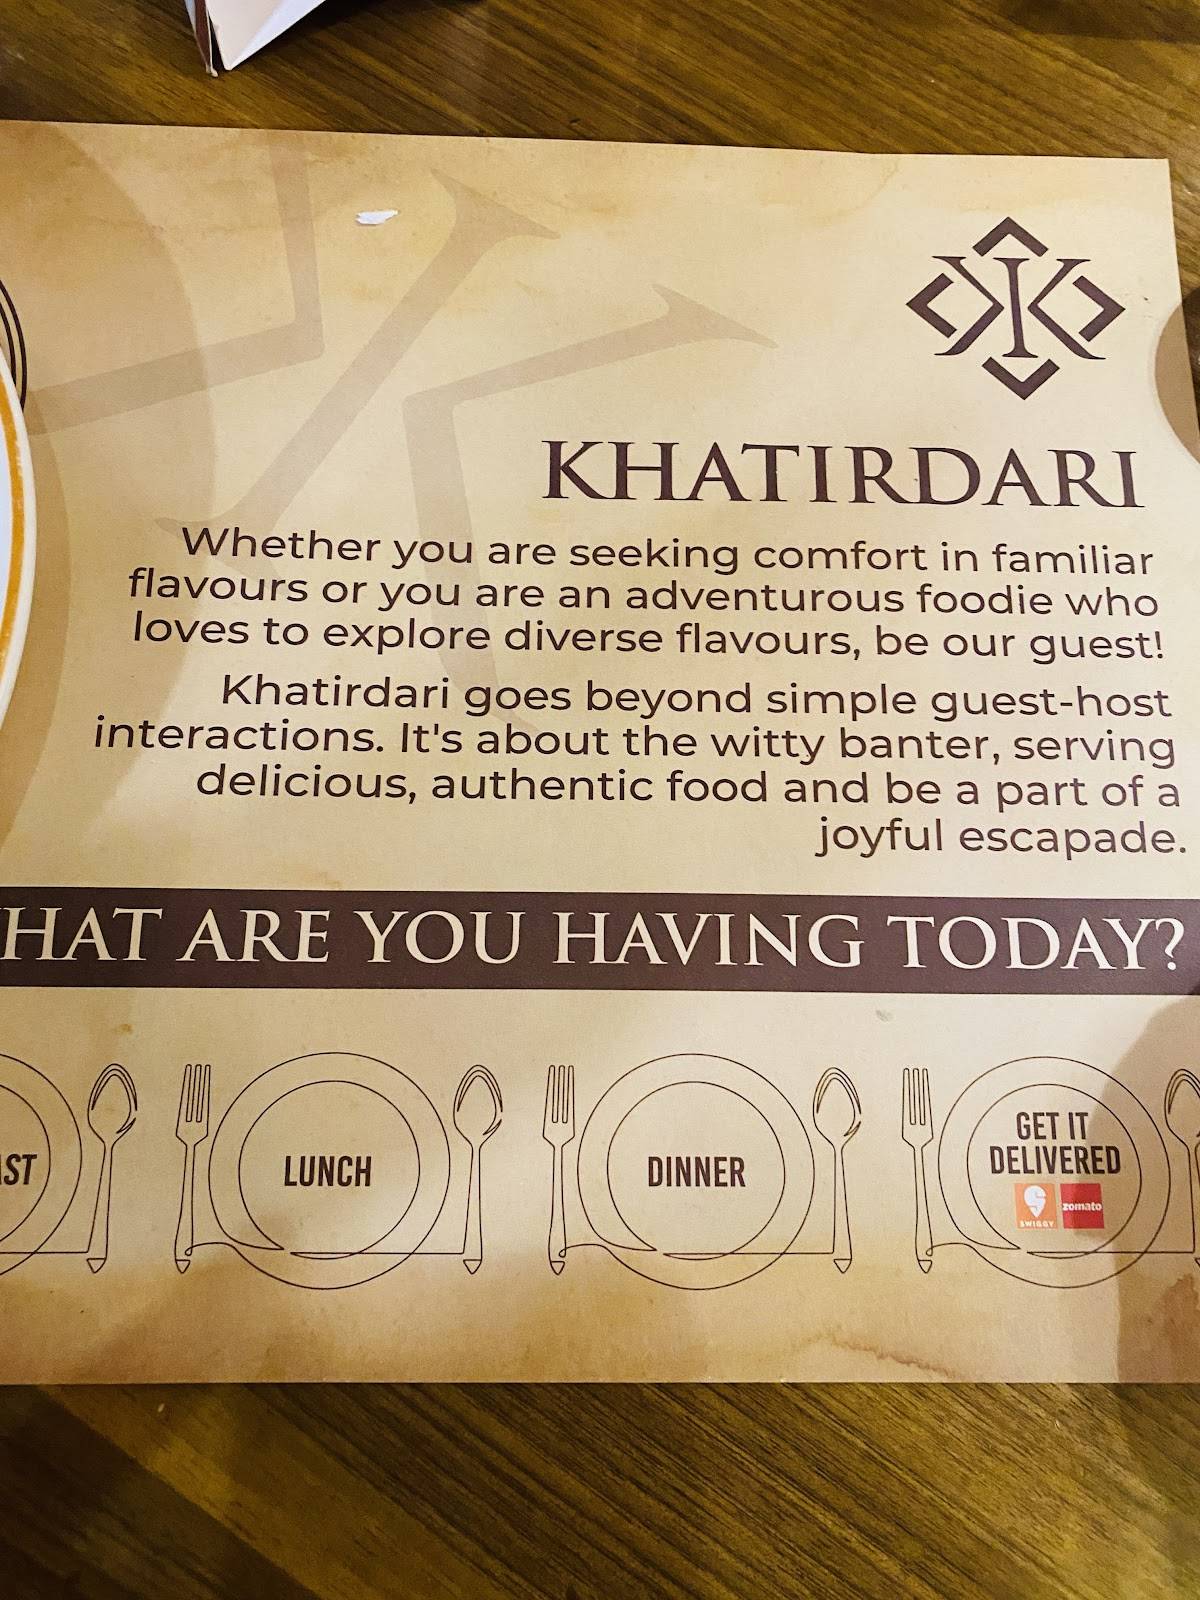 KHATIRDARI
Whether you are seeking comfort in familiar
flavours or you are an adventurous foodie who
loves to explore diverse flavours, be our guest!
Khatirdari goes beyond simple guest-host
interactions. It's about the witty banter, serving
delicious, authentic food and be a part of a
joyful escapade.
HAT ARE YOU HAVING TODAY?
AST
LUNCH
DINNER
GET IT
DELIVERED
SWIGGY zomato